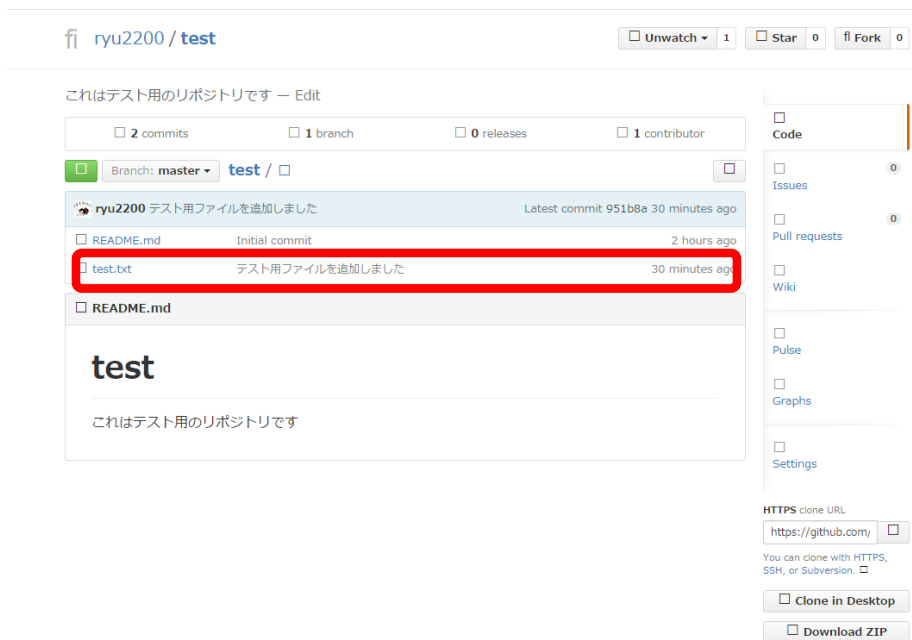 ryu2200 / test
Unwatch 1 Star 0 Fork 0
これはテスト用のリポジトリです — Edit
2 commits 1 branch 0 releases 1 contributor
Branch: master test /
ryu2200 テスト用ファイルを追加しました Latest commit 951b8a 30 minutes ago
README.md Initial commit 2 hours ago
test.txt テスト用ファイルを追加しました 30 minutes ago
README.md
test
これはテスト用のリポジトリです
Code
Issues 0
Pull requests 0
Wiki
Pulse
Graphs
Settings
HTTPS clone URL
https://github.com/
You can clone with HTTPS,
SSH, or Subversion.
Clone in Desktop
Download ZIP